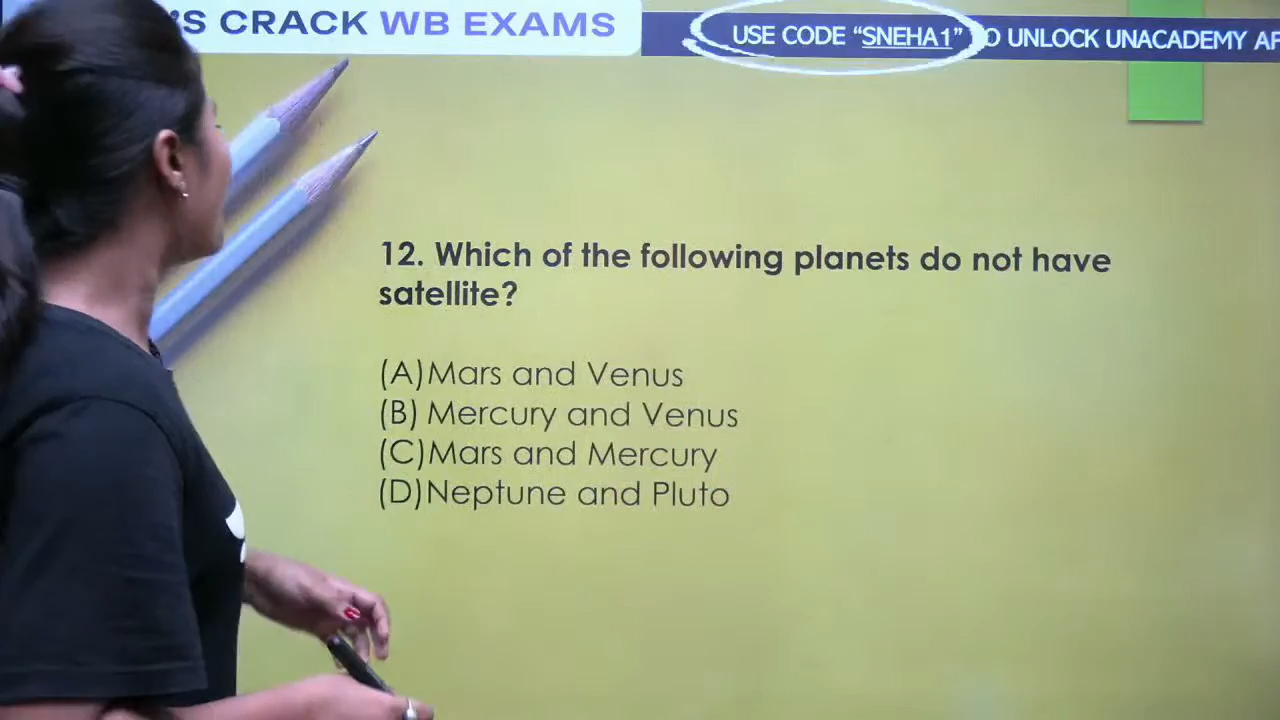 'S CRACK WB EXAMS
USE CODE “SNEHA1” TO UNLOCK UNACADEMY
12. Which of the following planets do not have
satellite?
(A)Mars and Venus
(B) Mercury and Venus
(C)Mars and Mercury
(D)Neptune and Pluto